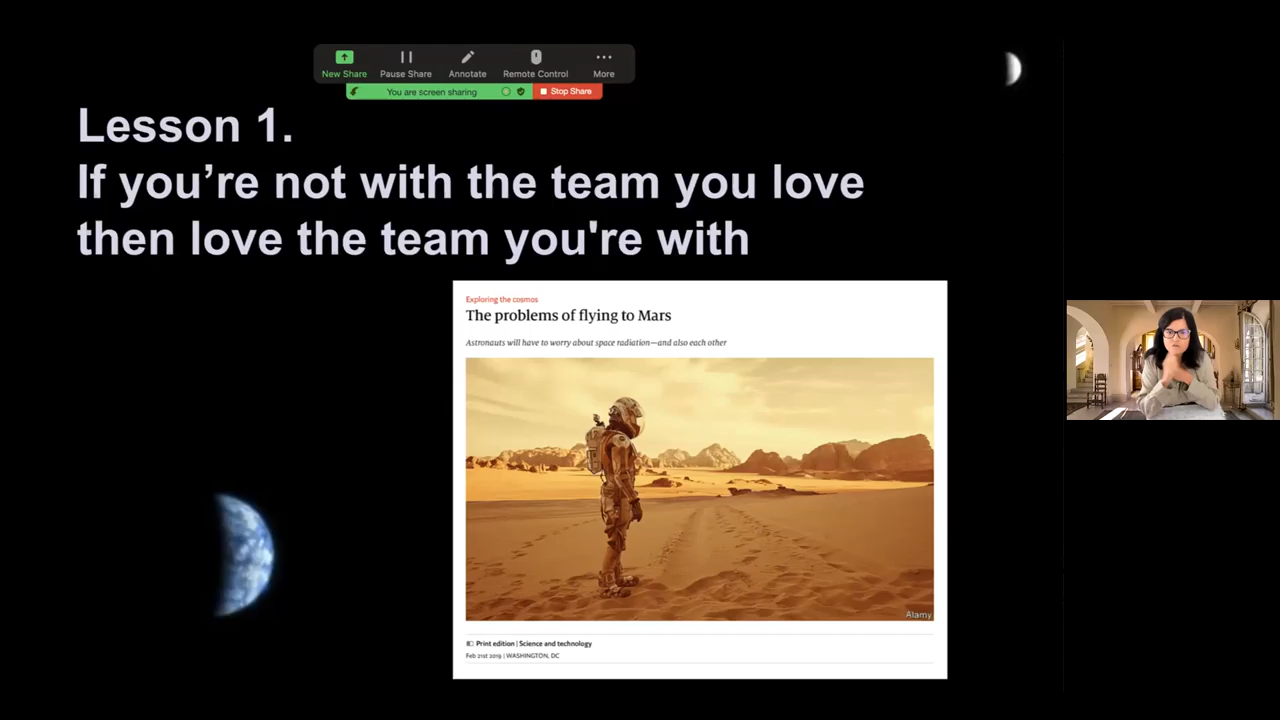 New Share
Pause Share
Annotate
Remote Control
More
You are screen sharing
Stop Share
Lesson 1.
If you’re not with the team you love
then love the team you're with
Exploring the cosmos
The problems of flying to Mars
Astronauts will have to worry about space radiation—and also each other
Alamy
Print edition | Science and technology
Feb 21st 2019 | WASHINGTON, DC